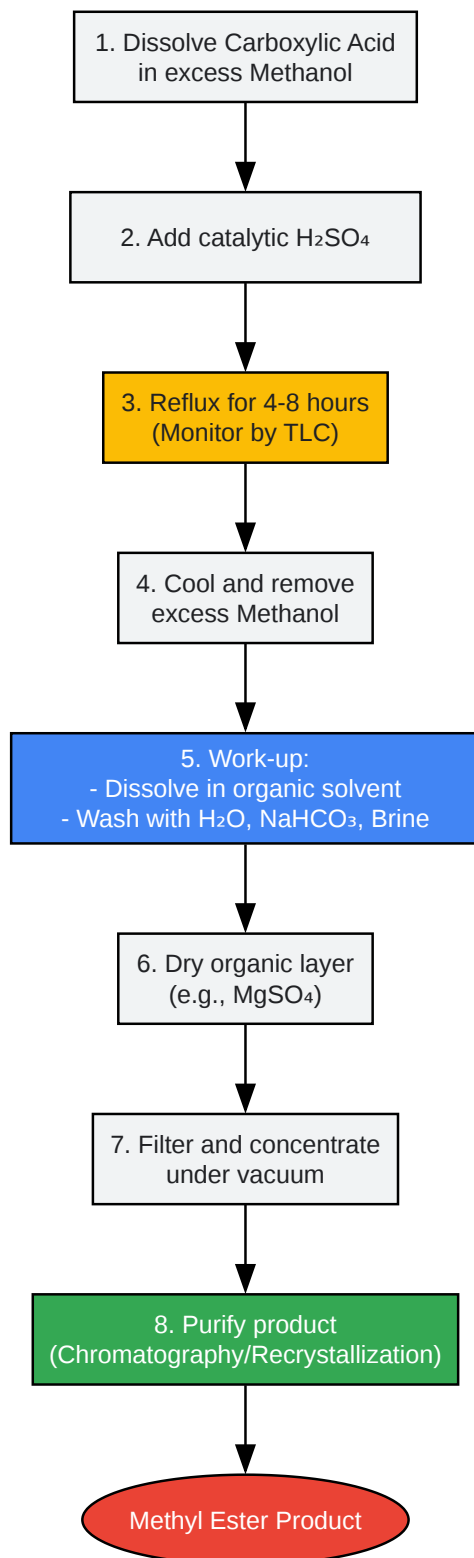 1. Dissolve Carboxylic Acid
in excess Methanol
2. Add catalytic H₂SO₄
3. Reflux for 4-8 hours
(Monitor by TLC)
4. Cool and remove
excess Methanol
5. Work-up:
- Dissolve in organic solvent
- Wash with H₂O, NaHCO₃, Brine
6. Dry organic layer
(e.g., MgSO₄)
7. Filter and concentrate
under vacuum
8. Purify product
(Chromatography/Recrystallization)
Methyl Ester Product